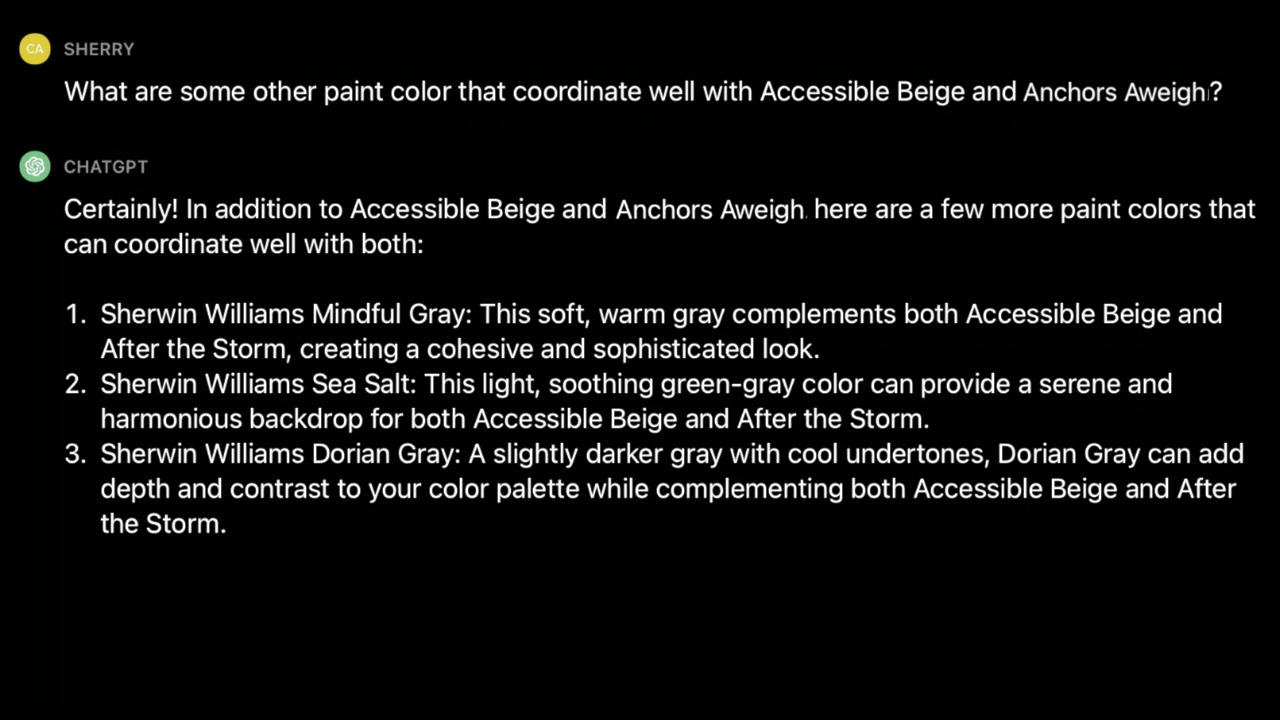 CA SHERRY
What are some other paint color that coordinate well with Accessible Beige and Anchors Aweigh?
CHATGPT
Certainly! In addition to Accessible Beige and Anchors Aweigh here are a few more paint colors that
can coordinate well with both:
1. Sherwin Williams Mindful Gray: This soft, warm gray complements both Accessible Beige and
After the Storm, creating a cohesive and sophisticated look.
2. Sherwin Williams Sea Salt: This light, soothing green-gray color can provide a serene and
harmonious backdrop for both Accessible Beige and After the Storm.
3. Sherwin Williams Dorian Gray: A slightly darker gray with cool undertones, Dorian Gray can add
depth and contrast to your color palette while complementing both Accessible Beige and After
the Storm.